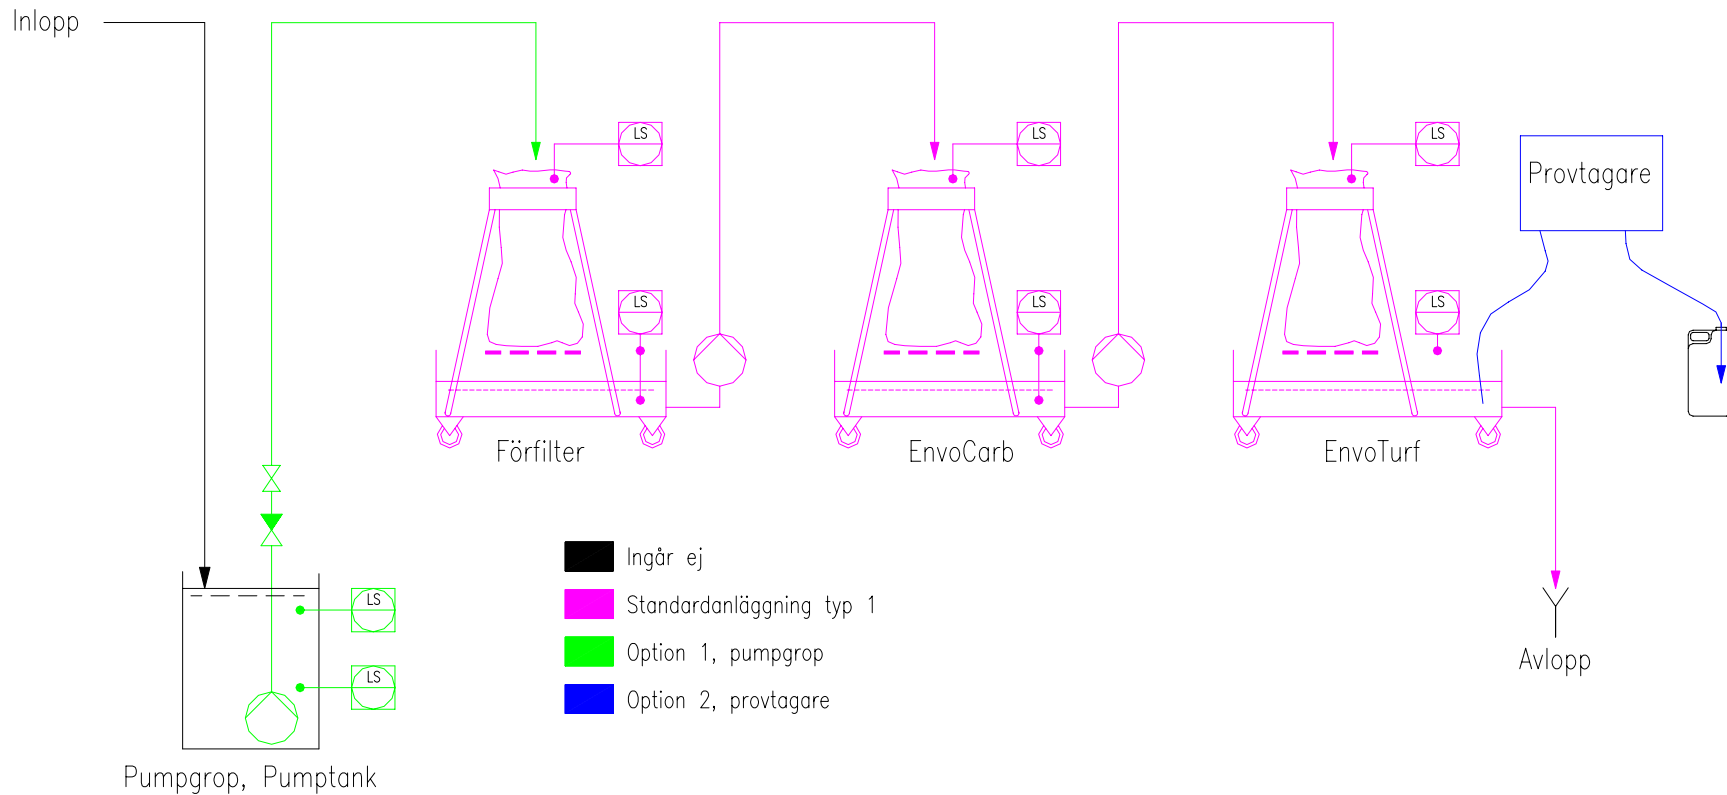 Inlopp
LS
LS
LS
Provtagare
LS
LS
LS
Förfilter
EnvoCarb
EnvoTurf
Ingår ej
LS
Standardanläggning typ 1
Option 1, pumpgrop
Avlopp
LS
Option 2, provtagare
Pumpgrop, Pumptank